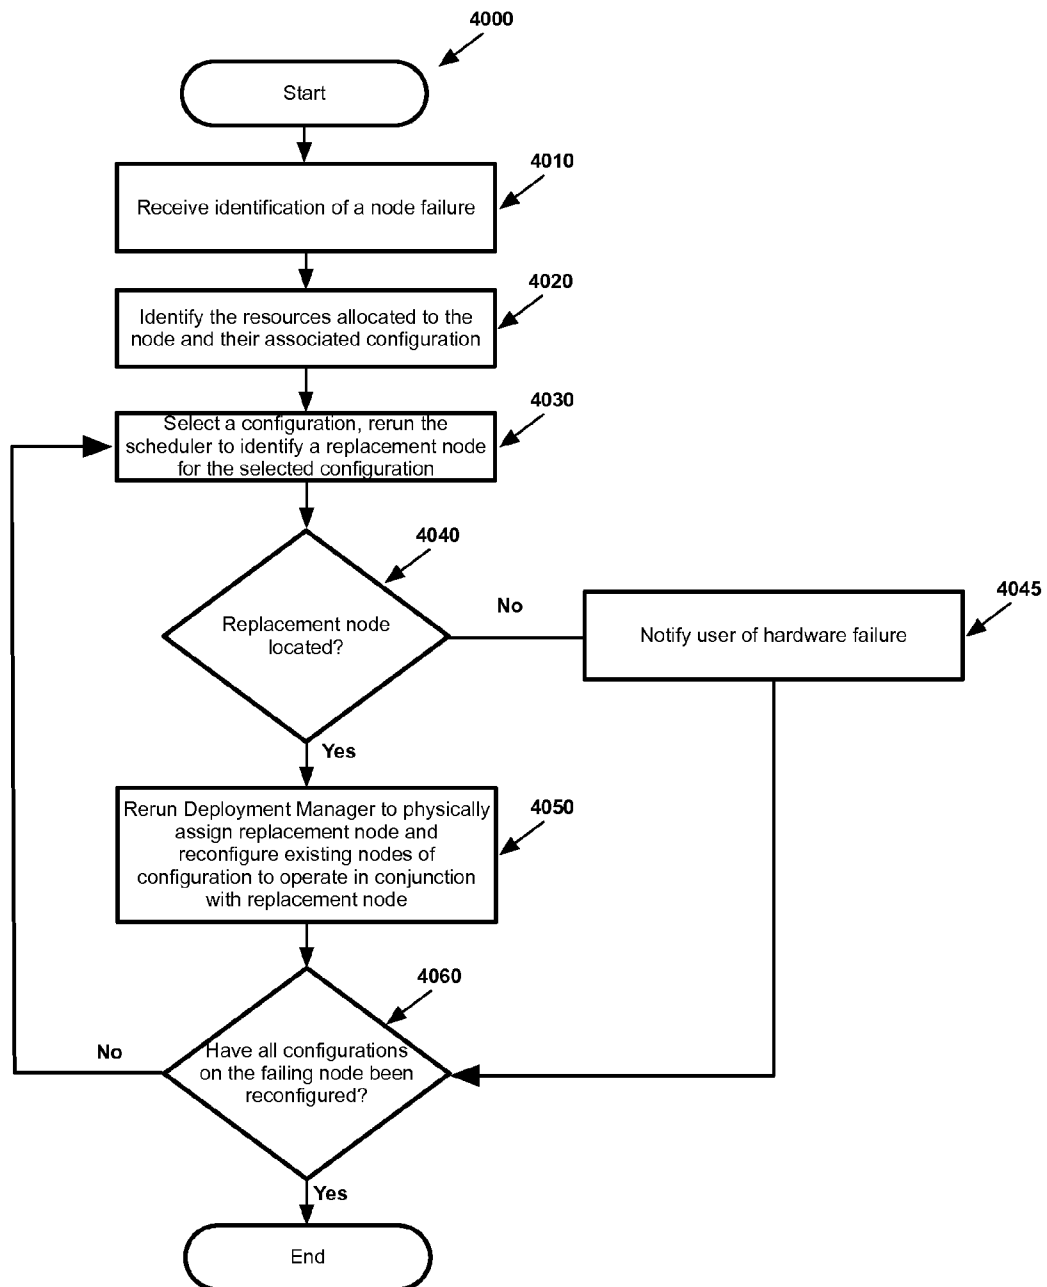 4000
Start
4010
Receive identification of a node failure
4020
Identify the resources allocated to the
node and their associated configuration
4030
Select a configuration, rerun the
scheduler to identify a replacement node
for the selected configuration
4040
Replacement node
located?
No
4045
Notify user of hardware failure
Yes
4050
Rerun Deployment Manager to physically
assign replacement node and
reconfigure existing nodes of
configuration to operate in conjunction
with replacement node
4060
No
Have all configurations
on the failing node been
reconfigured?
Yes
End